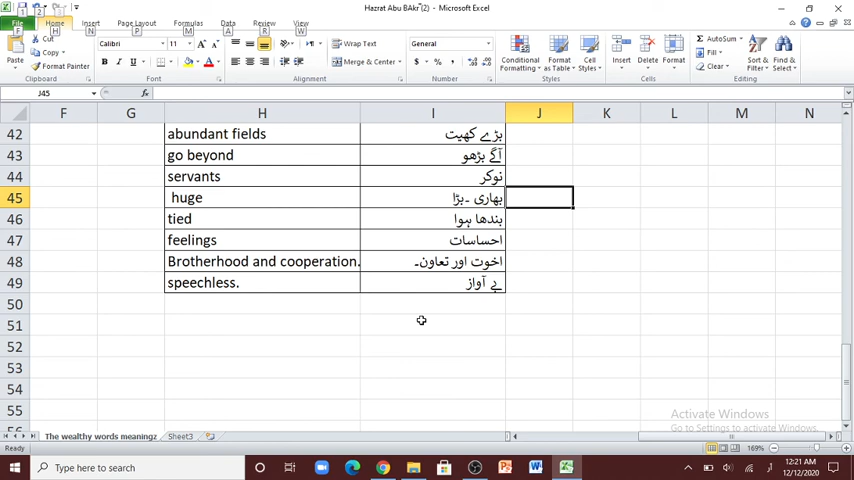 Hazrat Abu BAkr (2) - Microsoft Excel
File Home Insert Page Layout Formulas Data Review View
F H N P M A R W
1 2
Cut
Copy
Format Painter
Paste
Clipboard
Calibri 11
B I U
Font
Wrap Text
Merge & Center
Alignment
General
$ % ,
Number
Conditional Formatting
Format as Table
Cell Styles
Styles
Insert Delete Format
Cells
AutoSum
Fill
Clear
Sort & Filter
Find & Select
Editing
J45 fx
F G H I J K L M N
42 abundant fields بڑے کھیت
43 go beyond آگے بڑھو
44 servants نوکر
45 huge بھاری ۔بڑا
46 tied بندھا ہوا
47 feelings احساسات
48 Brotherhood and cooperation. اخوت اور تعاون۔
49 speechless. بے آواز
50
51
52
53
54
55
56
Activate Windows
Go to Settings to activate Windows.
The wealthy words meaningz Sheet3
Ready 169%
Type here to search
12:21 AM
12/12/2020